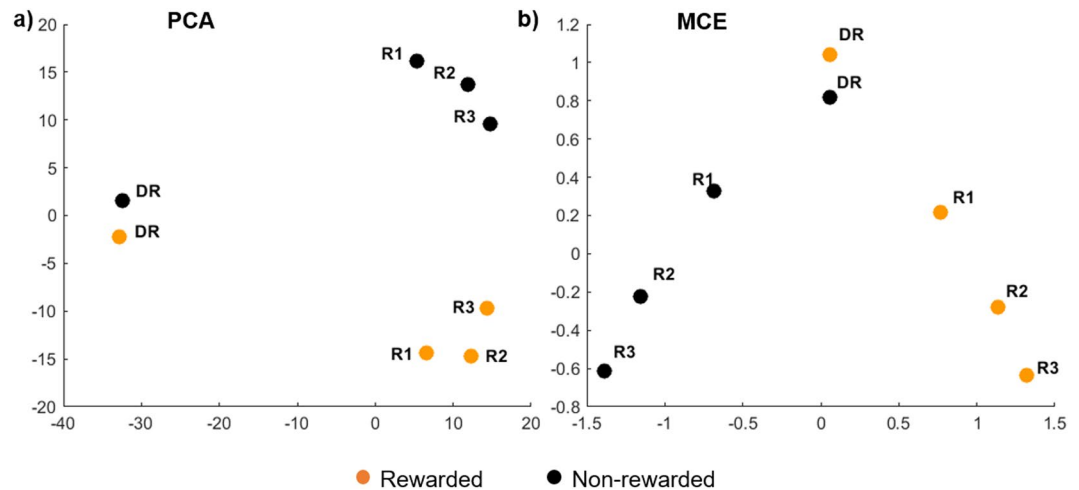 a) PCA
20
15
10
5
0
-5
-10
-15
-20
-40 -30 -20 -10 0 10 20
R1
R2
R3
DR
DR
R3
R1 R2
b) MCE
1.2
1
0.8
0.6
0.4
0.2
0
-0.2
-0.4
-0.6
-0.8
-1.5 -1 -0.5 0 0.5 1 1.5
DR
DR
R1
R1
R2
R2
R3
R3
Rewarded Non-rewarded